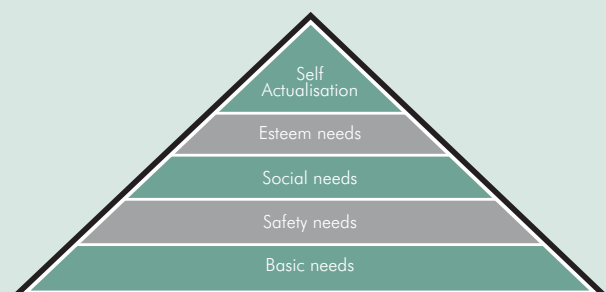 Self
Actualisation
Esteem needs
Social needs
Safety needs
Basic needs